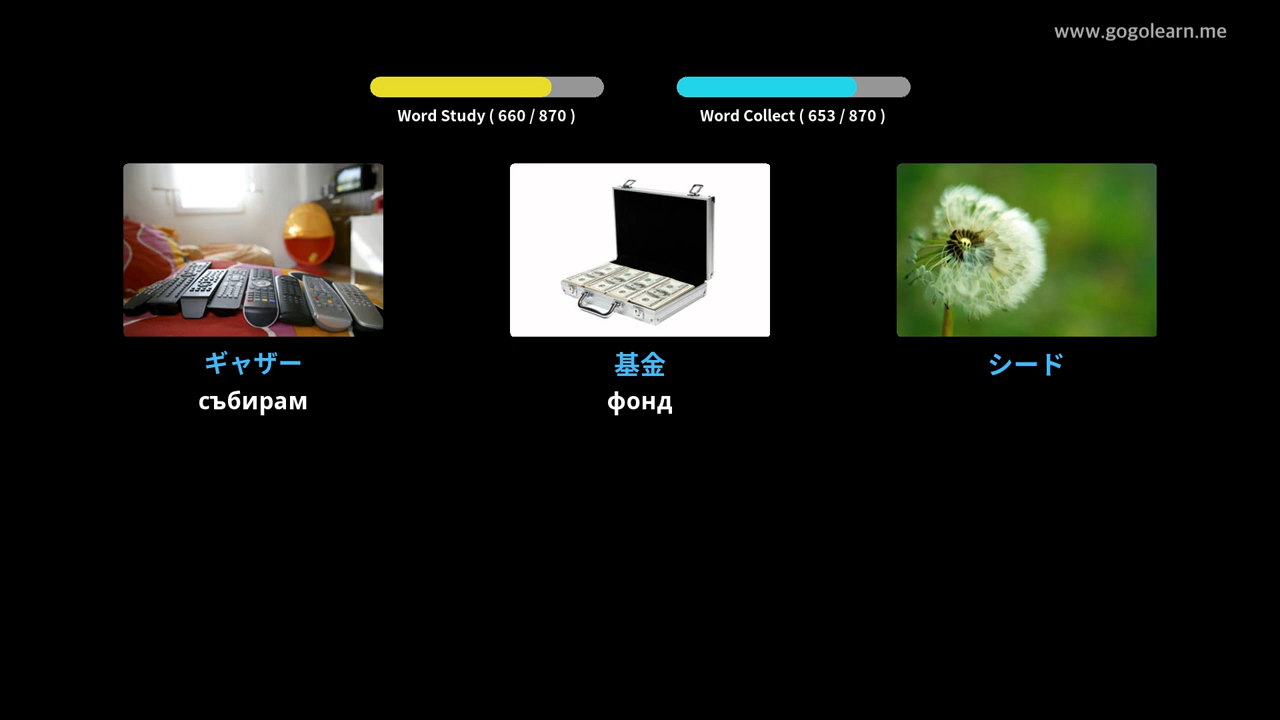 www.gogolearn.me
Word Study ( 660 / 870 )
Word Collect ( 653 / 870 )
ギャザー
基金
シード
събирам
фонд